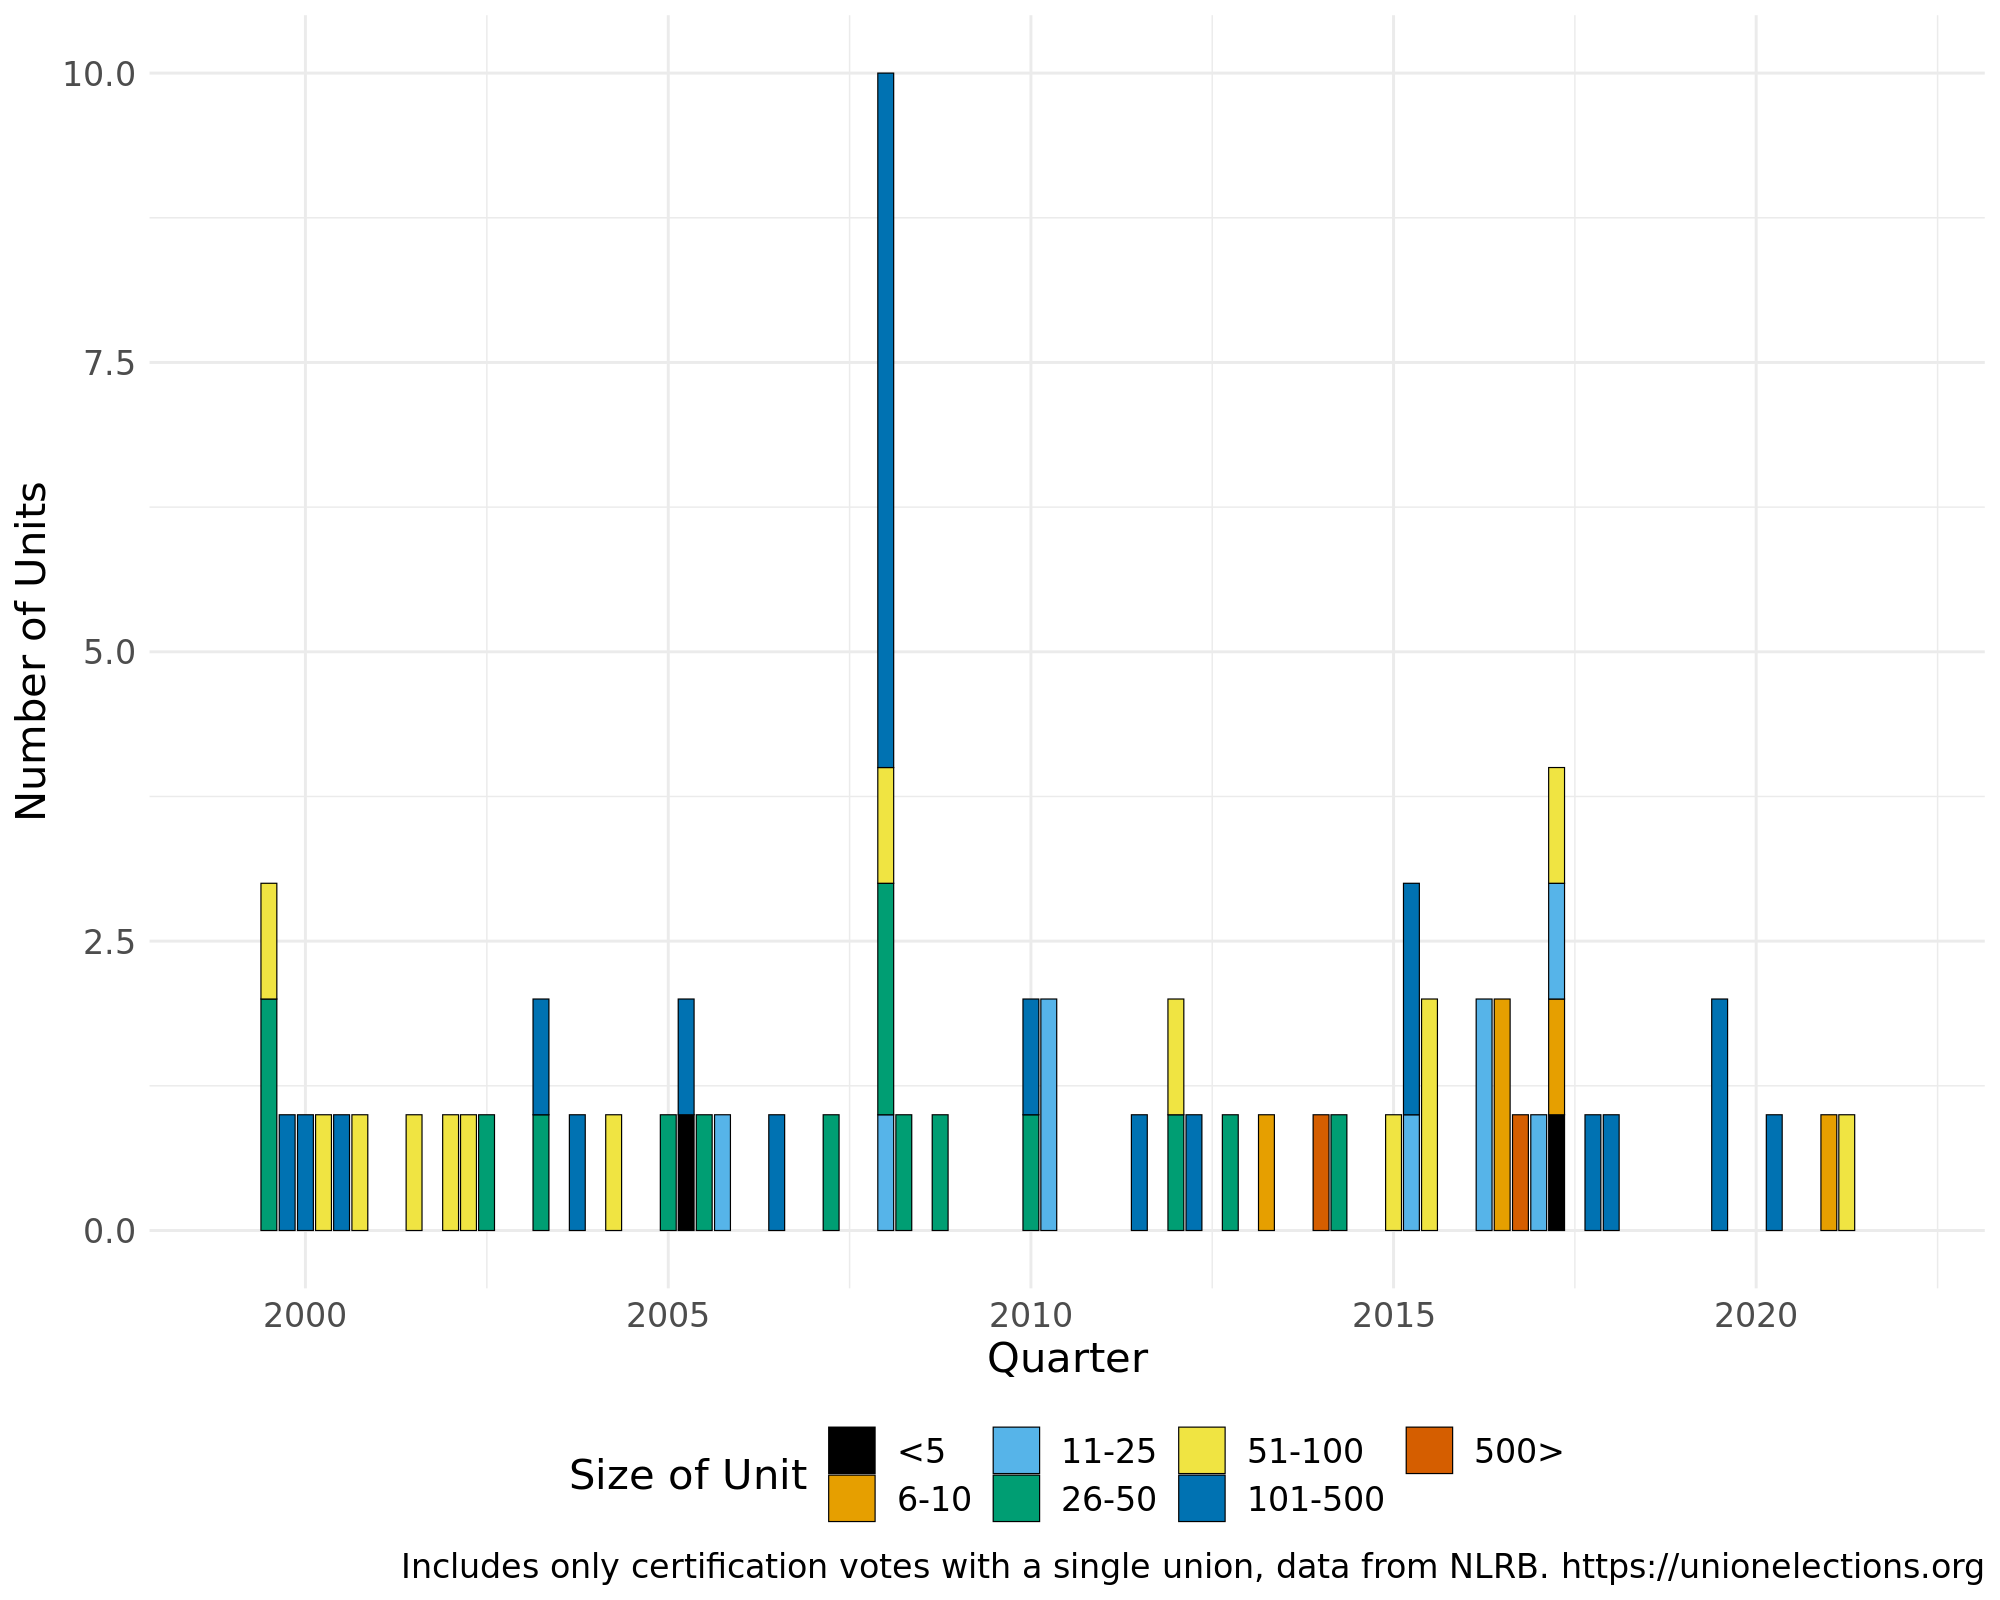 10.0
7.5
5.0
2.5
0.0
Number of Units
2000 2005 2010 2015 2020
Quarter
Size of Unit
<5 11-25 51-100 500>
6-10 26-50 101-500
Includes only certification votes with a single union, data from NLRB. https://unionelections.org